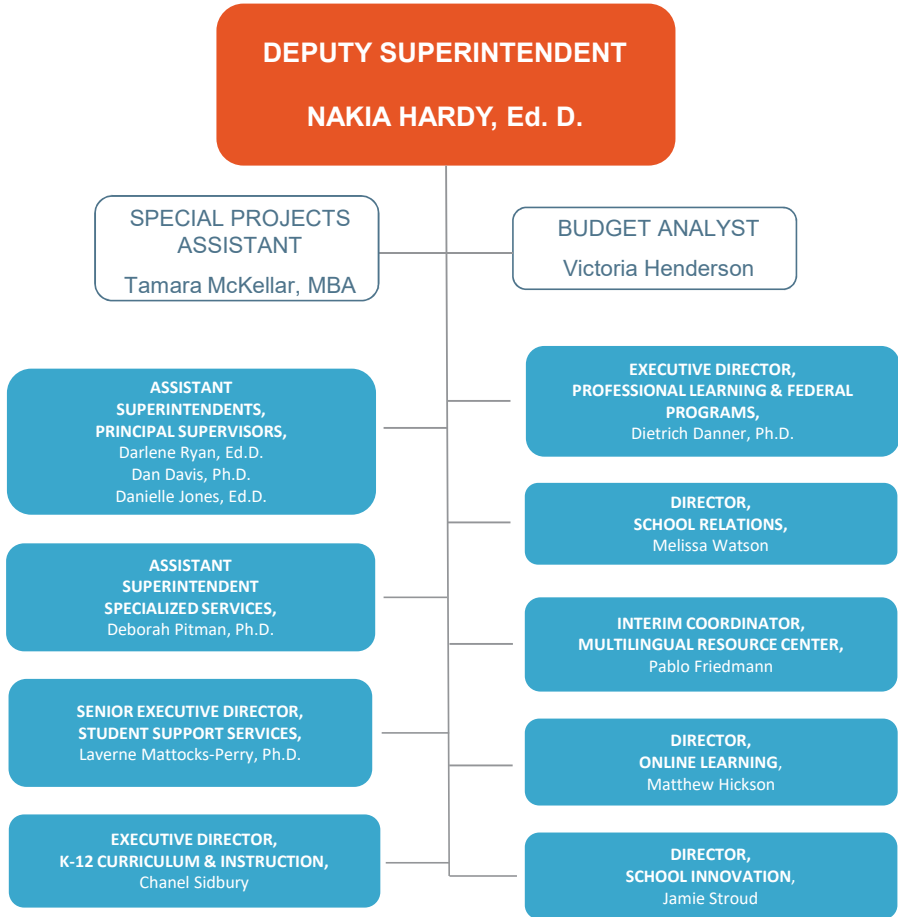 DEPUTY SUPERINTENDENT
NAKIA HARDY, Ed. D.
SPECIAL PROJECTS
ASSISTANT
Tamara McKellar, MBA
BUDGET ANALYST
Victoria Henderson
ASSISTANT
SUPERINTENDENTS,
PRINCIPAL SUPERVISORS,
Darlene Ryan, Ed.D.
Dan Davis, Ph.D.
Danielle Jones, Ed.D.
ASSISTANT
SUPERINTENDENT
SPECIALIZED SERVICES,
Deborah Pitman, Ph.D.
SENIOR EXECUTIVE DIRECTOR,
STUDENT SUPPORT SERVICES,
Laverne Mattocks-Perry, Ph.D.
EXECUTIVE DIRECTOR,
K-12 CURRICULUM & INSTRUCTION,
Chanel Sidbury
EXECUTIVE DIRECTOR,
PROFESSIONAL LEARNING & FEDERAL
PROGRAMS,
Dietrich Danner, Ph.D.
DIRECTOR,
SCHOOL RELATIONS,
Melissa Watson
INTERIM COORDINATOR,
MULTILINGUAL RESOURCE CENTER,
Pablo Friedmann
DIRECTOR,
ONLINE LEARNING,
Matthew Hickson
DIRECTOR,
SCHOOL INNOVATION,
Jamie Stroud